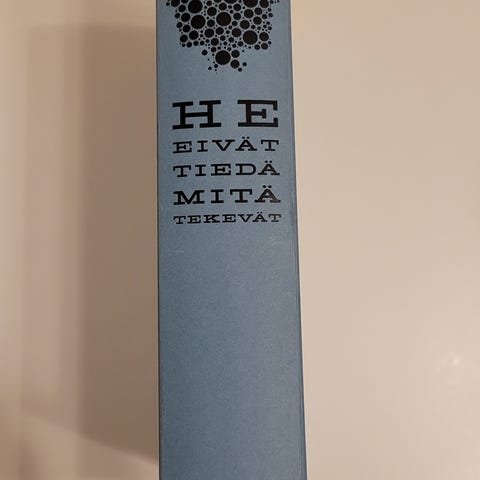 HE
EIVÄT
TIEDÄ
MITÄ
TEKEVÄT